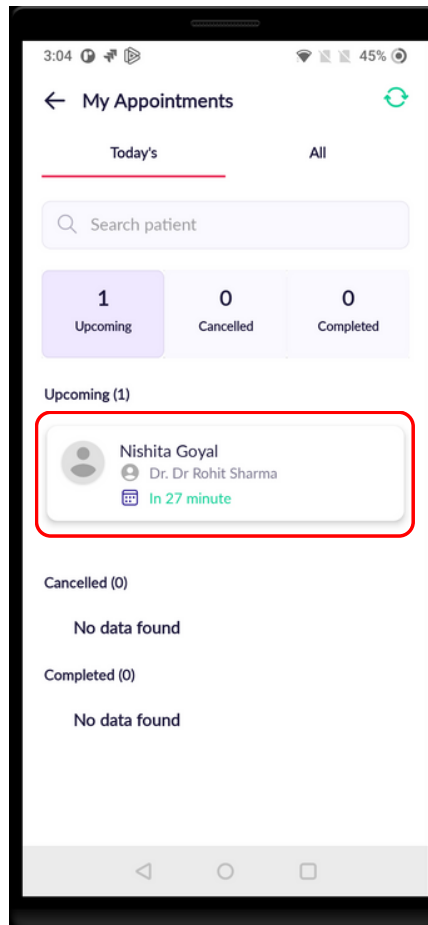 3:04 45%
My Appointments
Today's All
Search patient
1 0 0
Upcoming Cancelled Completed
Upcoming (1)
Nishita Goyal
Dr. Dr Rohit Sharma
In 27 minute
Cancelled (0)
No data found
Completed (0)
No data found